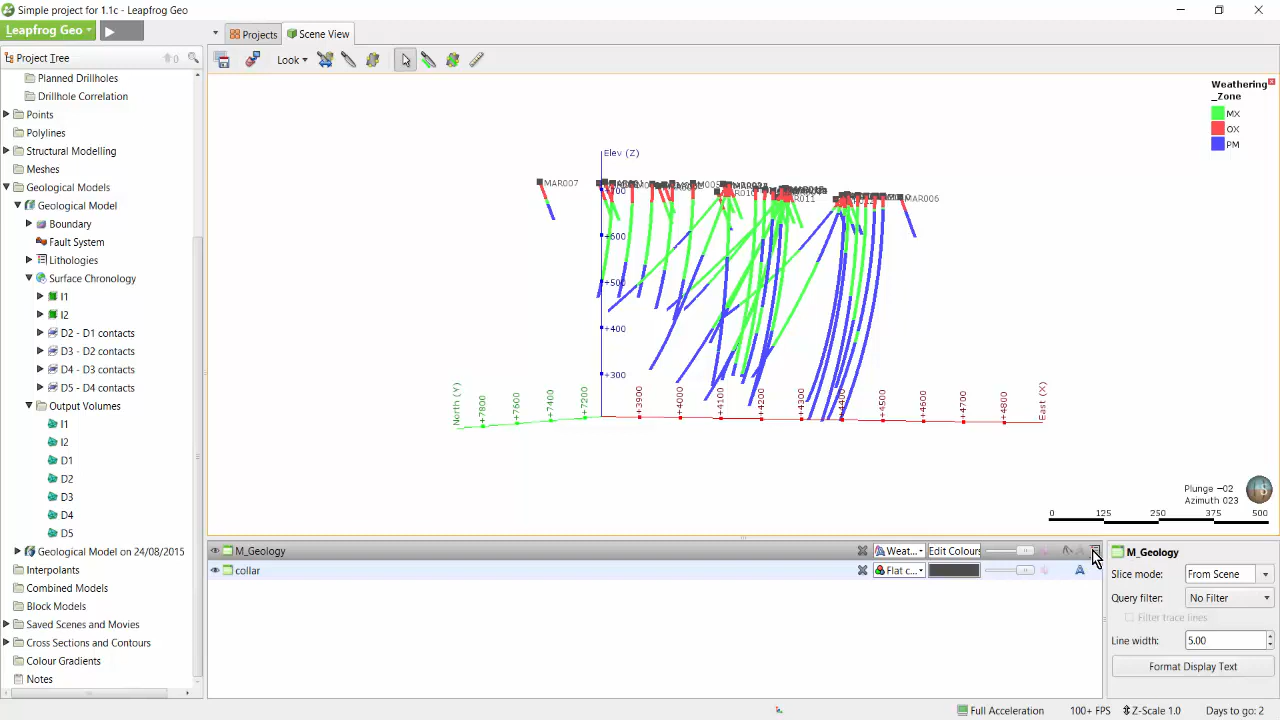 Simple project for 1.1c - Leapfrog Geo
Leapfrog Geo
Projects
Scene View
Project Tree
0
Look
Planned Drillholes
Drillhole Correlation
Points
Polylines
Structural Modelling
Meshes
Geological Models
Geological Model
Boundary
Fault System
Lithologies
Surface Chronology
I1
I2
D2 - D1 contacts
D3 - D2 contacts
D4 - D3 contacts
D5 - D4 contacts
Output Volumes
I1
I2
D1
D2
D3
D4
D5
Geological Model on 24/08/2015
Interpolants
Combined Models
Block Models
Saved Scenes and Movies
Cross Sections and Contours
Colour Gradients
Notes
Weathering
_Zone
MX
OX
PM
Elev (Z)
MAR007
MAR006
+700
+600
+500
+400
+300
North (Y)
+7800
+7600
+7400
+7200
+3900
+4000
+4100
+4200
+4300
+4400
+4500
+4600
+4700
+4800
East (X)
Plunge −02
Azimuth 023
0 125 250 375 500
M_Geology
Weat...
Edit Colours
collar
Flat c...
M_Geology
Slice mode: From Scene
Query filter: No Filter
Filter trace lines
Line width: 5.00
Format Display Text
Full Acceleration
100+ FPS
Z-Scale 1.0
Days to go: 2